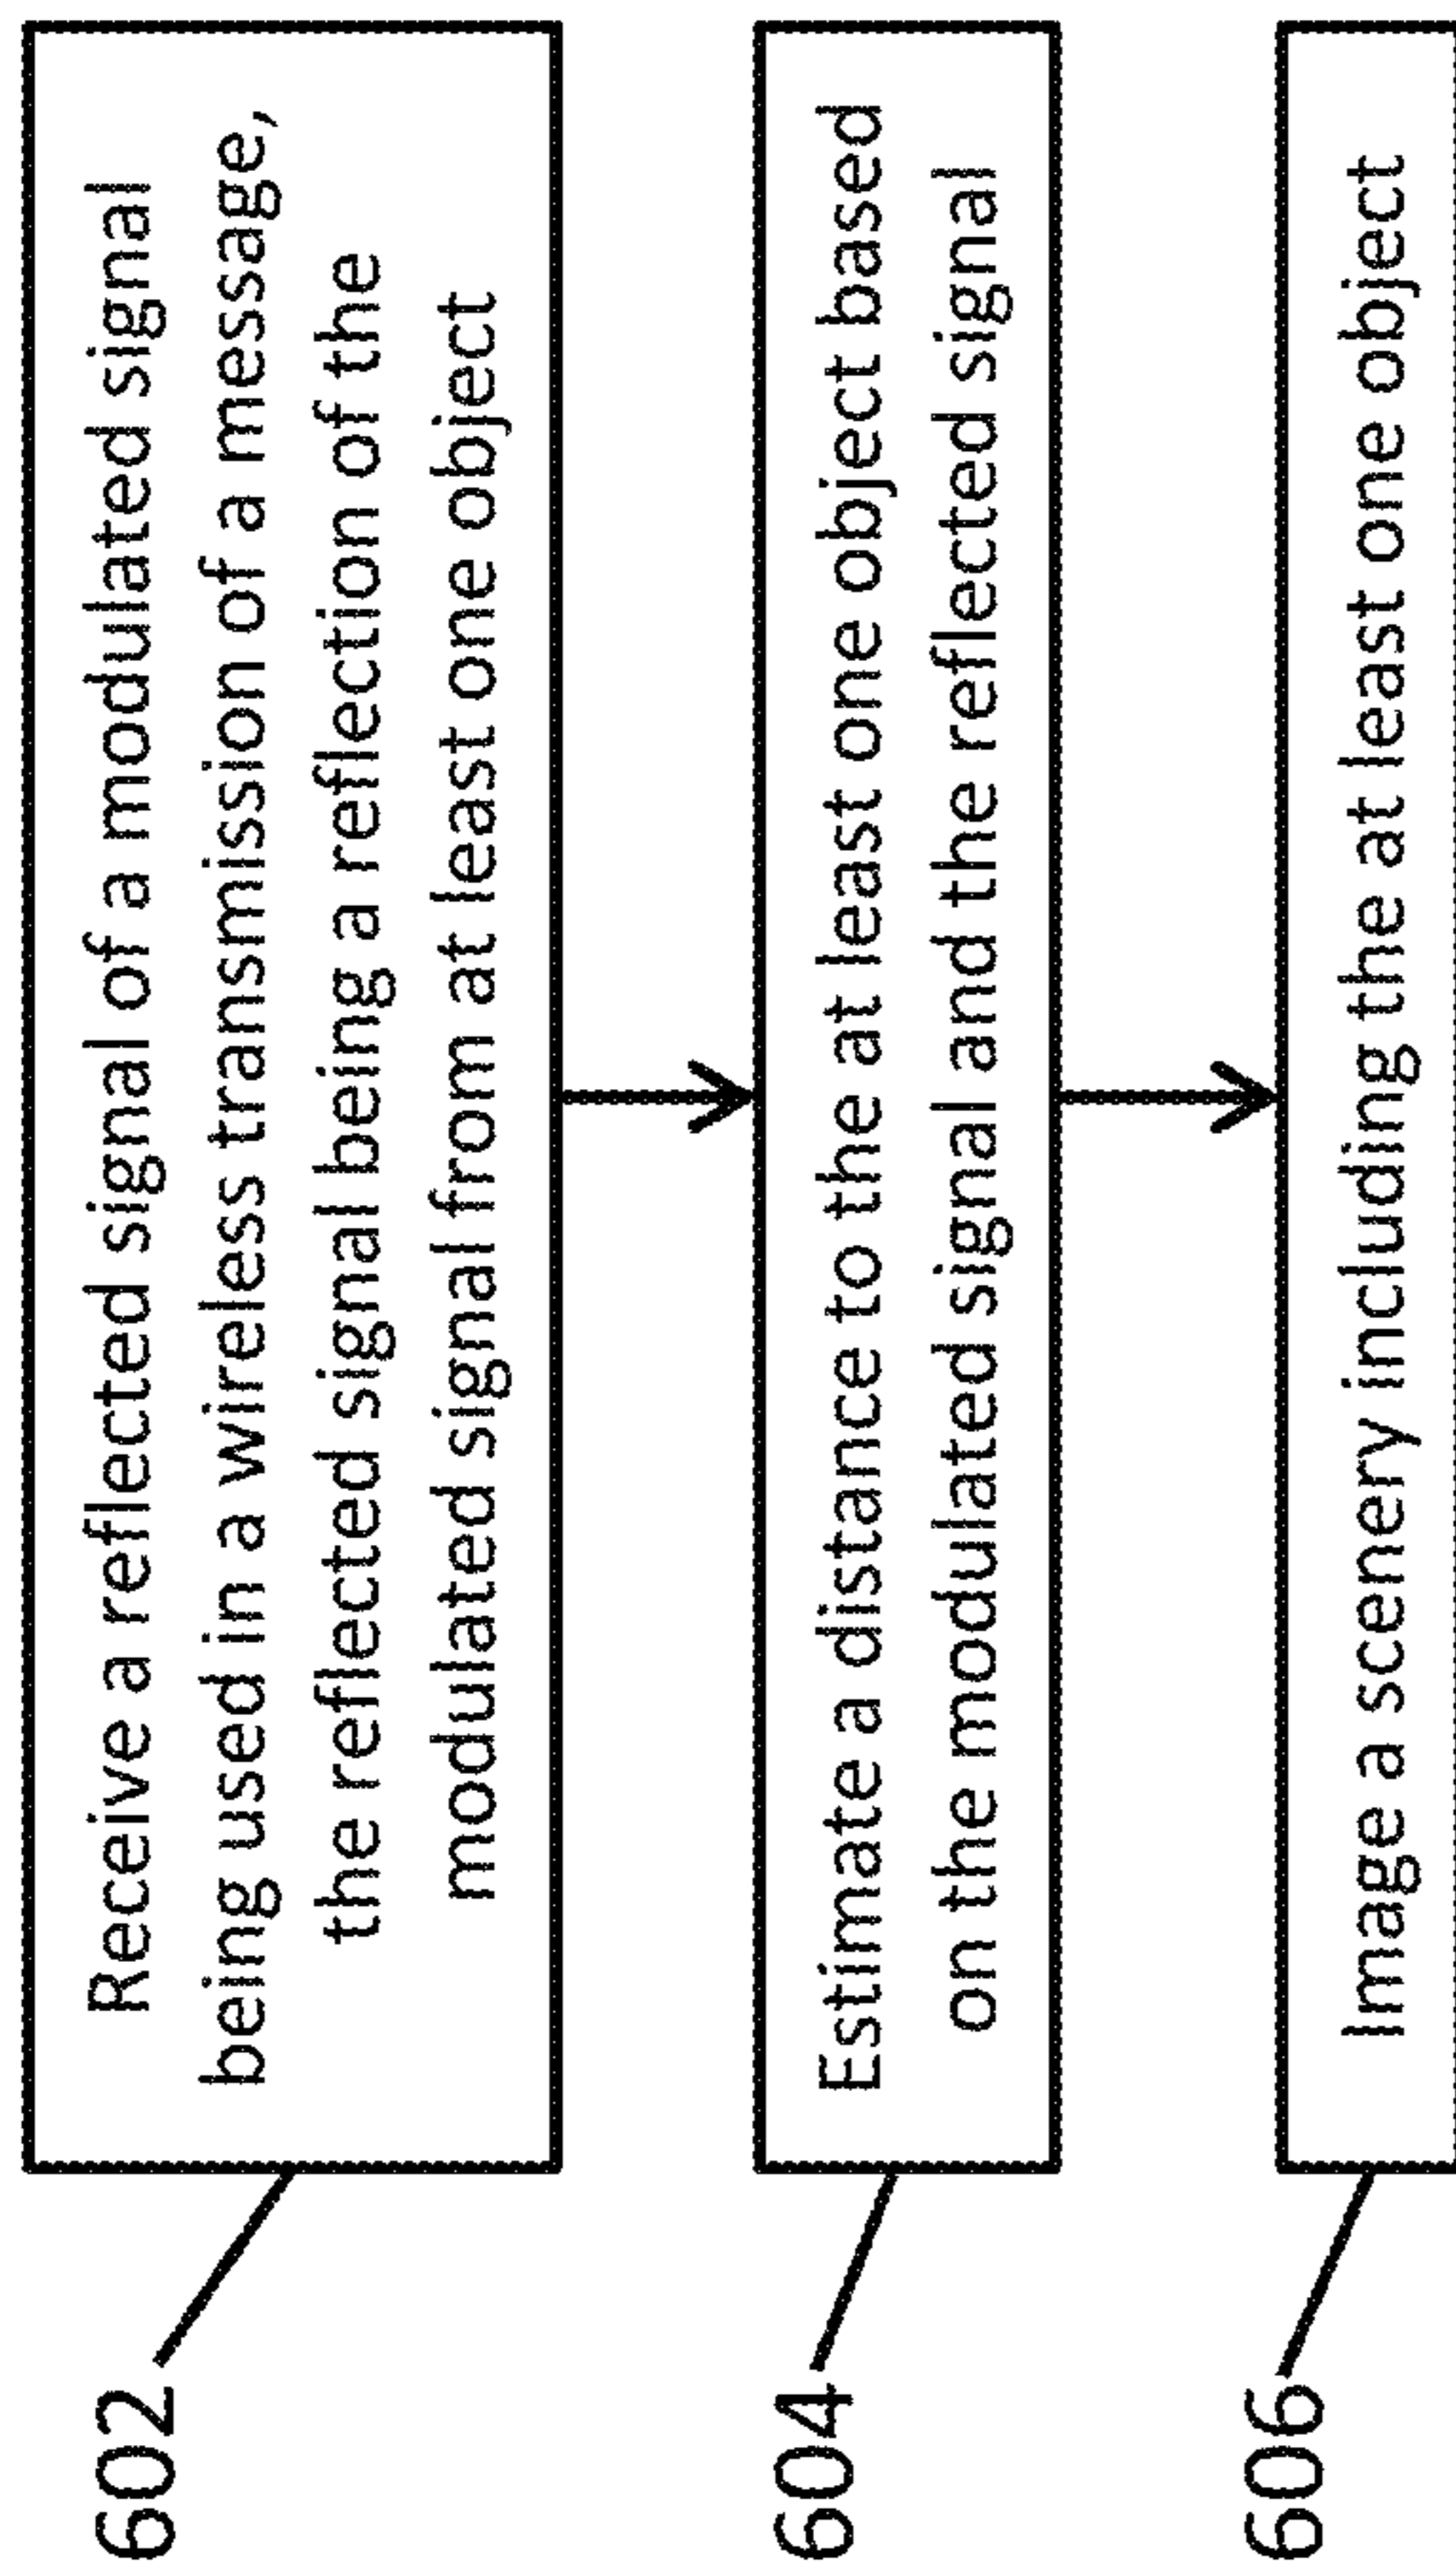 602
Receive a reflected signal of a modulated signal
being used in a wireless transmission of a message,
the reflected signal being a reflection of the
modulated signal from at least one object
604
Estimate a distance to the at least one object based
on the modulated signal and the reflected signal
606
Image a scenery including the at least one object